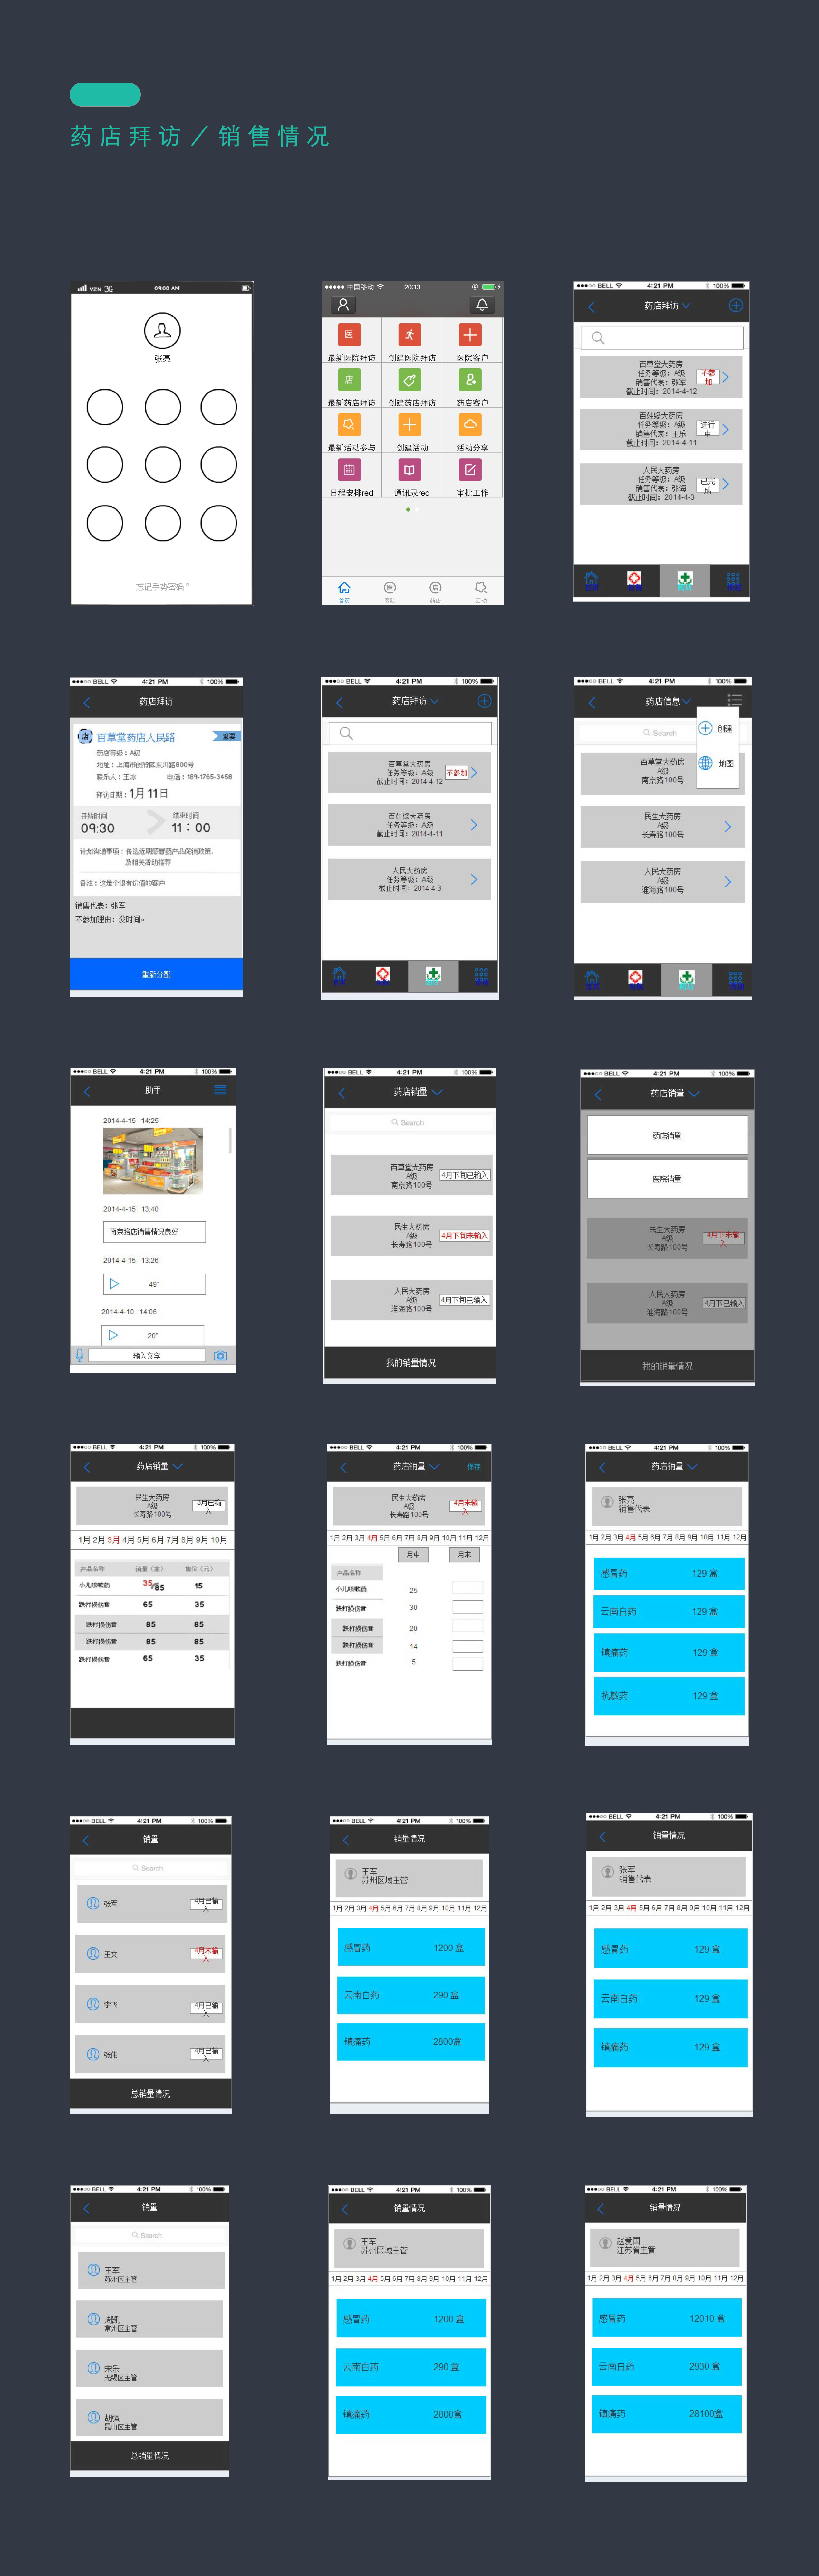 药店拜访／销售情况
VZN 3G 09:00 AM
张亮
忘记手势密码？
中国移动 20:13
医
最新医院拜访 创建医院拜访 医院客户
店
最新药店拜访 创建药店拜访 药店客户
最新活动参与 创建活动 活动分享
日程安排red 通讯录red 审批工作
首页 医院 药店 活动
BELL 4:21 PM 100%
药店拜访
百草堂大药房
任务等级：A级
销售代表：张军
截止时间：2014-4-12
不参加
百姓缘大药房
任务等级：A级
销售代表：王乐
截止时间：2014-4-11
进行中
人民大药房
任务等级：A级
销售代表：张海
截止时间：2014-4-3
已完成
BELL 4:21 PM 100%
药店拜访
店 百草堂药店人民路 重要
药店等级：A级
地址：上海市闵行区东川路800号
联系人：王冰 电话：189-1765-3458
拜访日期：1月11日
开始时间 结束时间
09:30 11：00
计划沟通事项：传达近期感冒药产品促销政策，
及相关活动推荐
备注：这是个很有价值的客户
销售代表：张军
不参加理由：没时间。
重新分配
BELL 4:21 PM 100%
药店拜访
百草堂大药房
任务等级：A级
截止时间：2014-4-12
不参加
百姓缘大药房
任务等级：A级
截止时间：2014-4-11
人民大药房
任务等级：A级
截止时间：2014-4-3
BELL 4:21 PM 100%
药店信息
Search
创建
地图
百草堂大药房
A级
南京路100号
民生大药房
A级
长寿路100号
人民大药房
A级
淮海路100号
BELL 4:21 PM 100%
助手
2014-4-15 14:25
2014-4-15 13:40
南京路店销售情况良好
2014-4-15 13:26
49"
2014-4-10 14:06
20"
输入文字
BELL 4:21 PM 100%
药店销量
Search
百草堂大药房
A级
南京路100号
4月下旬已输入
民生大药房
A级
长寿路100号
4月下旬未输入
人民大药房
A级
淮海路100号
4月下旬已输入
我的销量情况
BELL 4:21 PM 100%
药店销量
药店销量
医院销量
民生大药房
A级
长寿路100号
4月下未输入
人民大药房
A级
淮海路100号
4月下已输入
我的销量情况
BELL 4:21 PM 100%
药店销量
民生大药房
A级
长寿路100号
3月已输入
1月 2月 3月 4月 5月 6月 7月 8月 9月 10月
产品名称 销量（盒） 售价（元）
小儿咳嗽药 35 85 15
跌打损伤膏 65 35
跌打损伤膏 85 85
跌打损伤膏 85 85
跌打损伤膏 65 35
BELL 4:21 PM 100%
药店销量 保存
民生大药房
A级
长寿路100号
4月未输入
1月 2月 3月 4月 5月 6月 7月 8月 9月 10月 11月 12月
月中 月末
产品名称
小儿咳嗽药 25
跌打损伤膏 30
跌打损伤膏 20
跌打损伤膏 14
跌打损伤膏 5
BELL 4:21 PM 100%
药店销量
张亮
销售代表
1月 2月 3月 4月 5月 6月 7月 8月 9月 10月 11月 12月
感冒药 129 盒
云南白药 129 盒
镇痛药 129 盒
抗敏药 129 盒
BELL 4:21 PM 100%
销量
Search
张军 4月已输入
王文 4月未输入
李飞 4月已输入
张伟 4月已输入
总销量情况
BELL 4:21 PM 100%
销量情况
王军
苏州区域主管
1月 2月 3月 4月 5月 6月 7月 8月 9月 10月 11月 12月
感冒药 1200 盒
云南白药 290 盒
镇痛药 2800盒
BELL 4:21 PM 100%
销量情况
张军
销售代表
1月 2月 3月 4月 5月 6月 7月 8月 9月 10月 11月 12月
感冒药 129 盒
云南白药 129 盒
镇痛药 129 盒
BELL 4:21 PM 100%
销量
Search
王军
苏州区主管
周凯
常州区主管
宋乐
无锡区主管
胡强
昆山区主管
总销量情况
BELL 4:21 PM 100%
销量情况
王军
苏州区域主管
1月 2月 3月 4月 5月 6月 7月 8月 9月 10月 11月 12月
感冒药 1200 盒
云南白药 290 盒
镇痛药 2800盒
BELL 4:21 PM 100%
销量情况
赵爱国
江苏省主管
1月 2月 3月 4月 5月 6月 7月 8月 9月 10月 11月 12月
感冒药 12010 盒
云南白药 2930 盒
镇痛药 28100盒